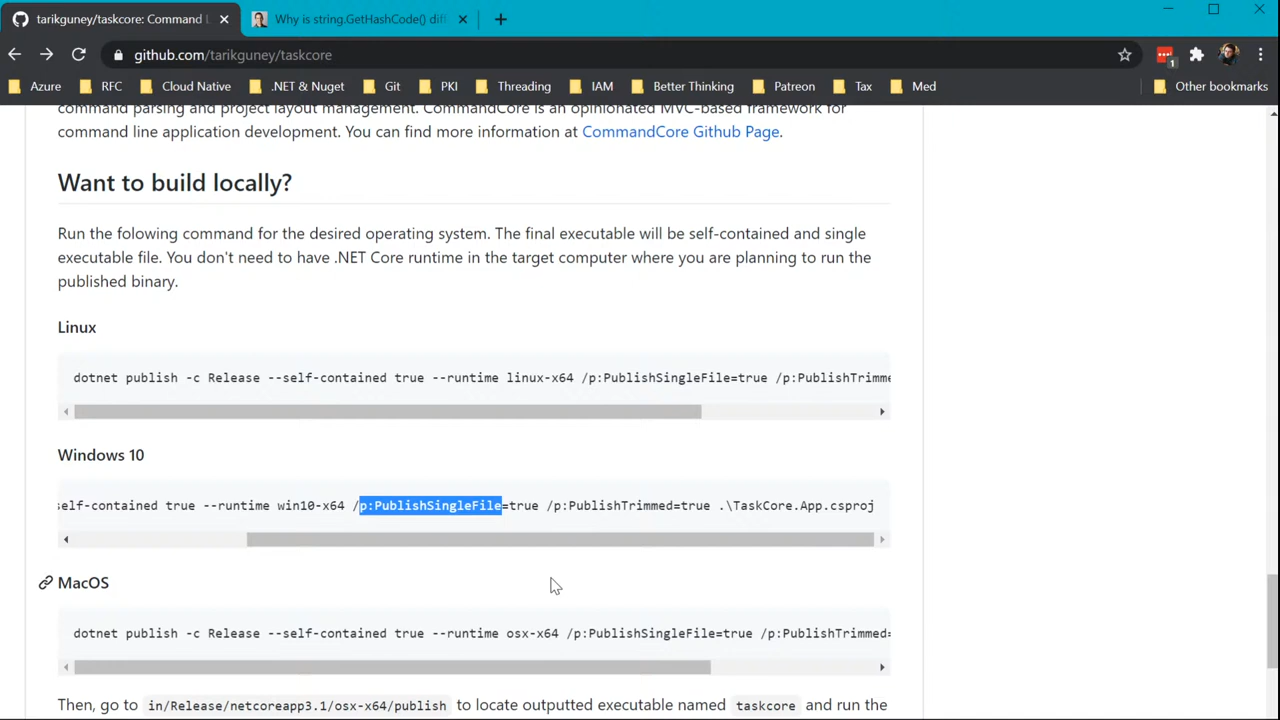 tarikguney/taskcore: Command L
Why is string.GetHashCode() diff
github.com/tarikguney/taskcore
1
Azure
RFC
Cloud Native
.NET & Nuget
Git
PKI
Threading
IAM
Better Thinking
Patreon
Tax
Med
Other bookmarks
command parsing and project layout management. CommandCore is an opinionated MVC-based framework for
command line application development. You can find more information at CommandCore Github Page.
Want to build locally?
Run the following command for the desired operating system. The final executable will be self-contained and single
executable file. You don't need to have .NET Core runtime in the target computer where you are planning to run the
published binary.
Linux
dotnet publish -c Release --self-contained true --runtime linux-x64 /p:PublishSingleFile=true /p:PublishTrimme
Windows 10
self-contained true --runtime win10-x64 /p:PublishSingleFile=true /p:PublishTrimmed=true .\TaskCore.App.csproj
MacOS
dotnet publish -c Release --self-contained true --runtime osx-x64 /p:PublishSingleFile=true /p:PublishTrimmed=
Then, go to in/Release/netcoreapp3.1/osx-x64/publish to locate outputted executable named taskcore and run the